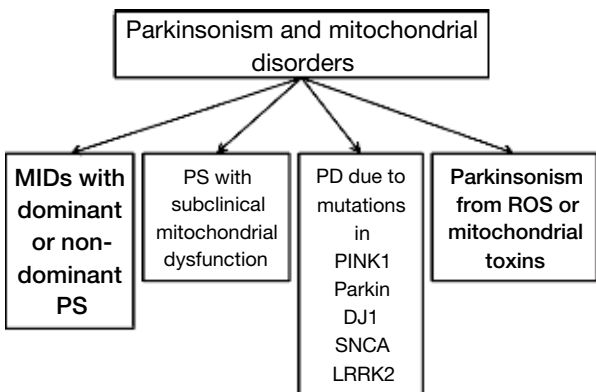 Parkinsonism and mitochondrial
disorders
MIDs with
dominant
or non-
dominant
PS
PS with
subclinical
mitochondrial
dysfunction
PD due to
mutations
in
PINK1
Parkin
DJ1
SNCA
LRRK2
Parkinsonism
from ROS or
mitochondrial
toxins